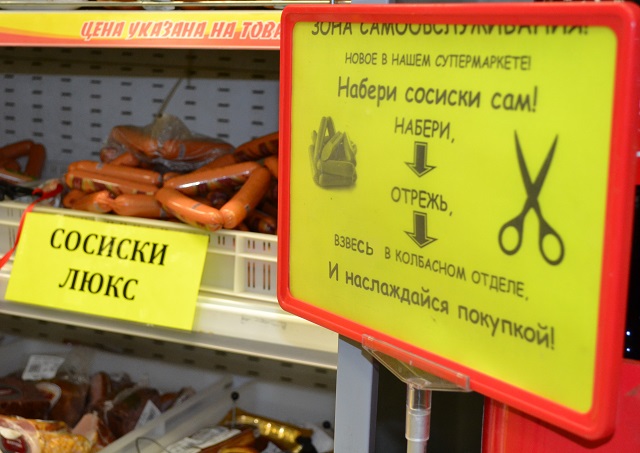 ЦЕНА УКАЗАНА НА ТОВА
СОСИСКИ
ЛЮКС
ЗОНА САМООБСЛУЖИВАНИЯ!
НОВОЕ В НАШЕМ СУПЕРМАРКЕТЕ!
Набери сосиски сам!
НАБЕРИ,
ОТРЕЖЬ,
ВЗВЕСЬ В КОЛБАСНОМ ОТДЕЛЕ.
И наслаждайся покупкой!